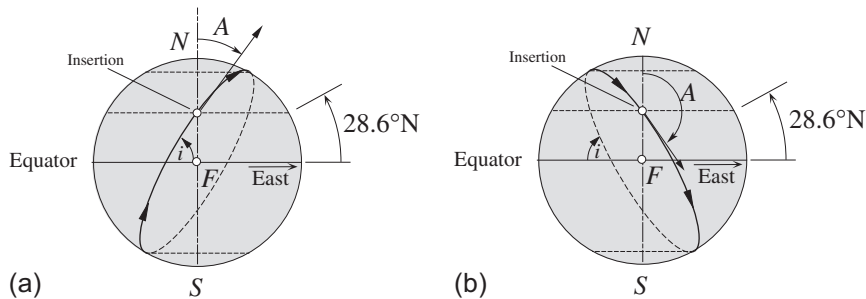 N
A
Insertion
28.6°N
i
Equator
F
East
(a)
S
N
Insertion
A
28.6°N
i
Equator
F
East
(b)
S